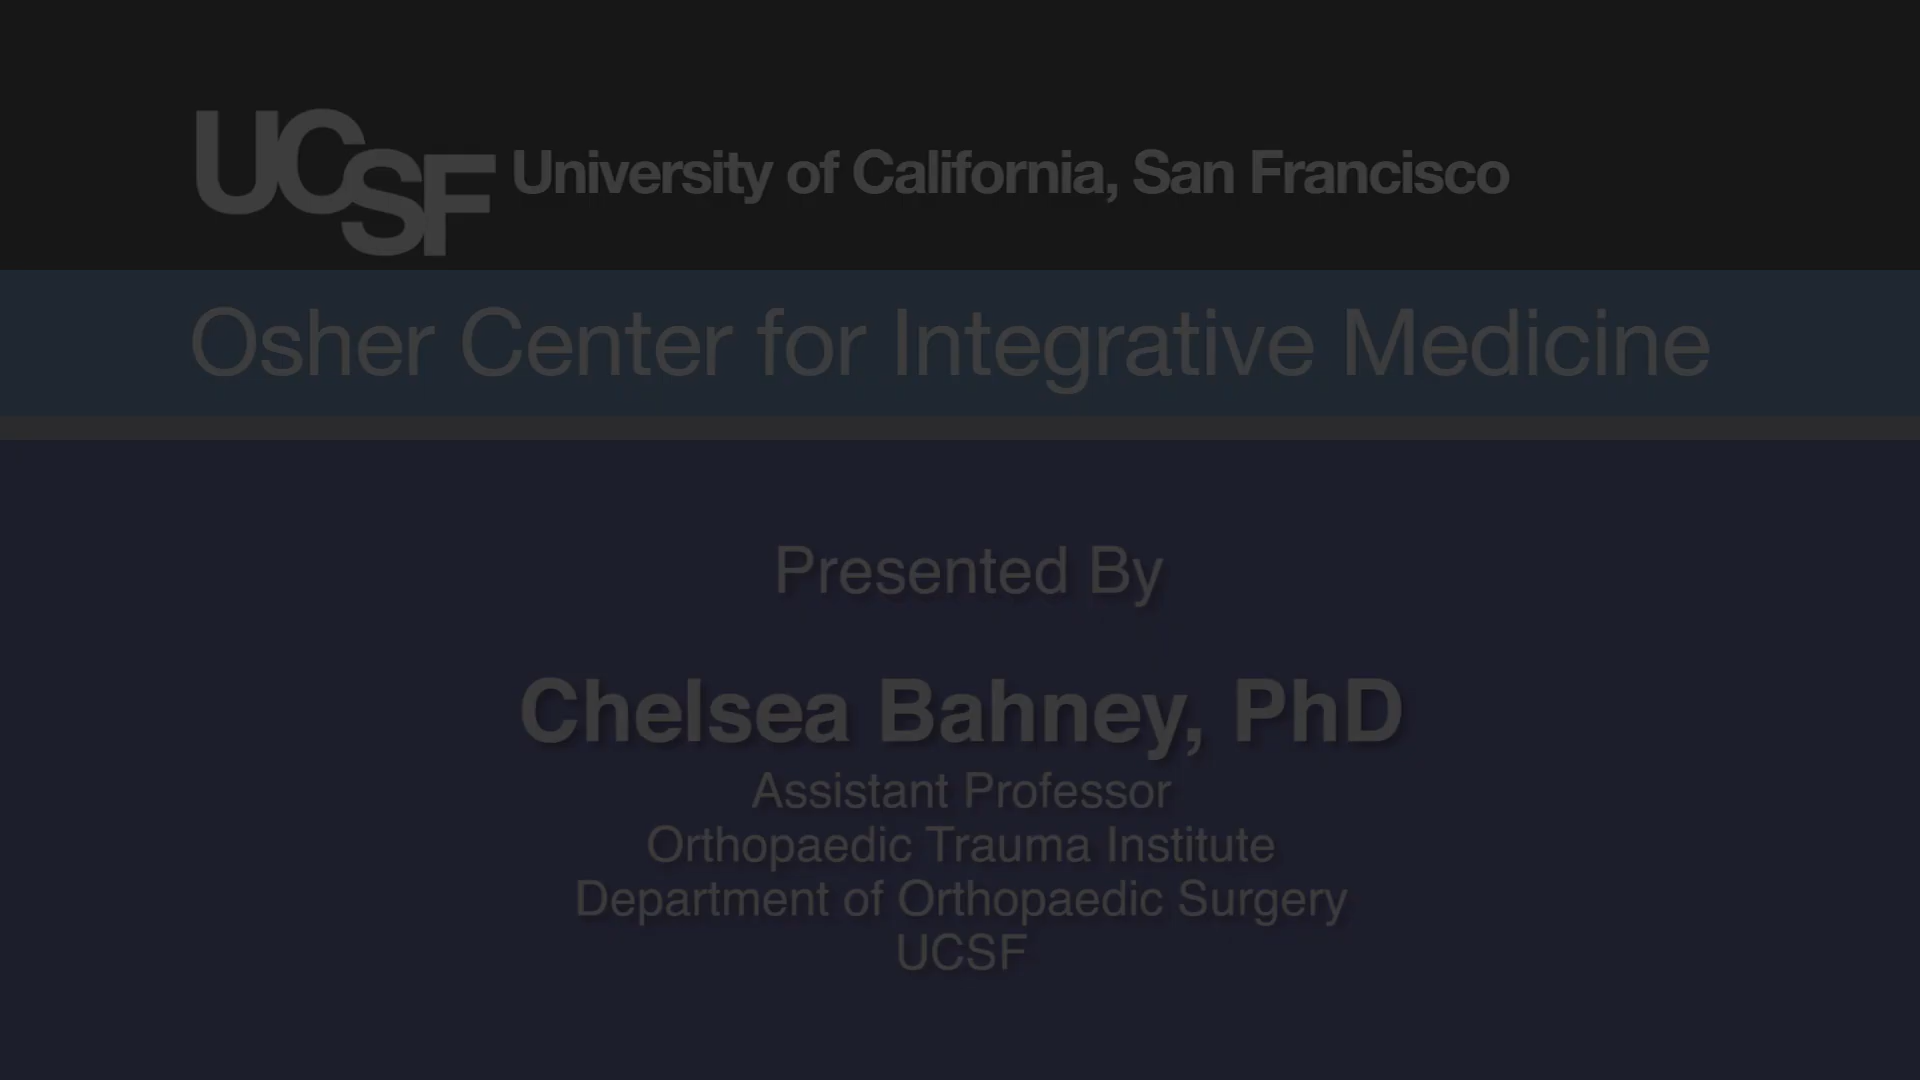 UCSF University of California, San Francisco
Osher Center for Integrative Medicine
Presented By
Chelsea Bahney, PhD
Assistant Professor
Orthopaedic Trauma Institute
Department of Orthopaedic Surgery
UCSF